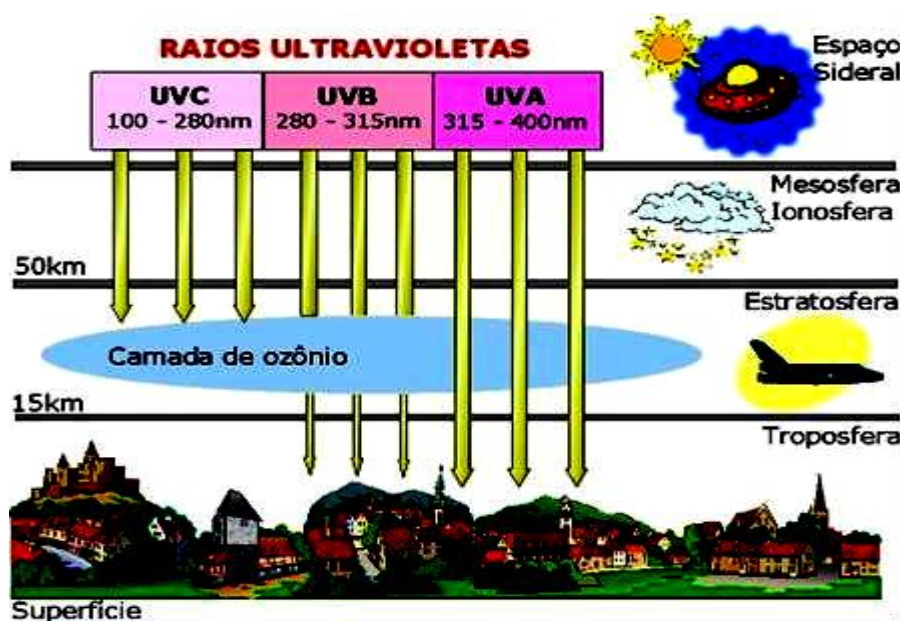 RAIOS ULTRAVIOLETAS
UVC
100 - 280nm
UVB
280 - 315nm
UVA
315 - 400nm
Espaço
Sideral
Mesosfera
Ionosfera
50km
Estratosfera
Camada de ozônio
15km
Troposfera
Superfície